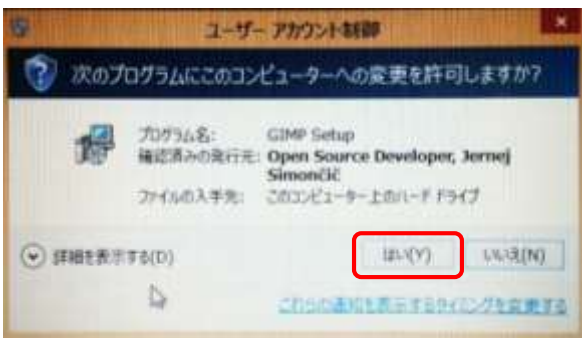 ユーザー アカウント制御
次のプログラムにこのコンピューターへの変更を許可しますか?
プログラム名: GIMP Setup
確認済みの発行元: Open Source Developer, Jernej
Simončič
ファイルの入手先: このコンピューター上のハード ドライブ
詳細を表示する(D)
はい(Y) いいえ(N)
これらの通知を表示するタイミングを変更する